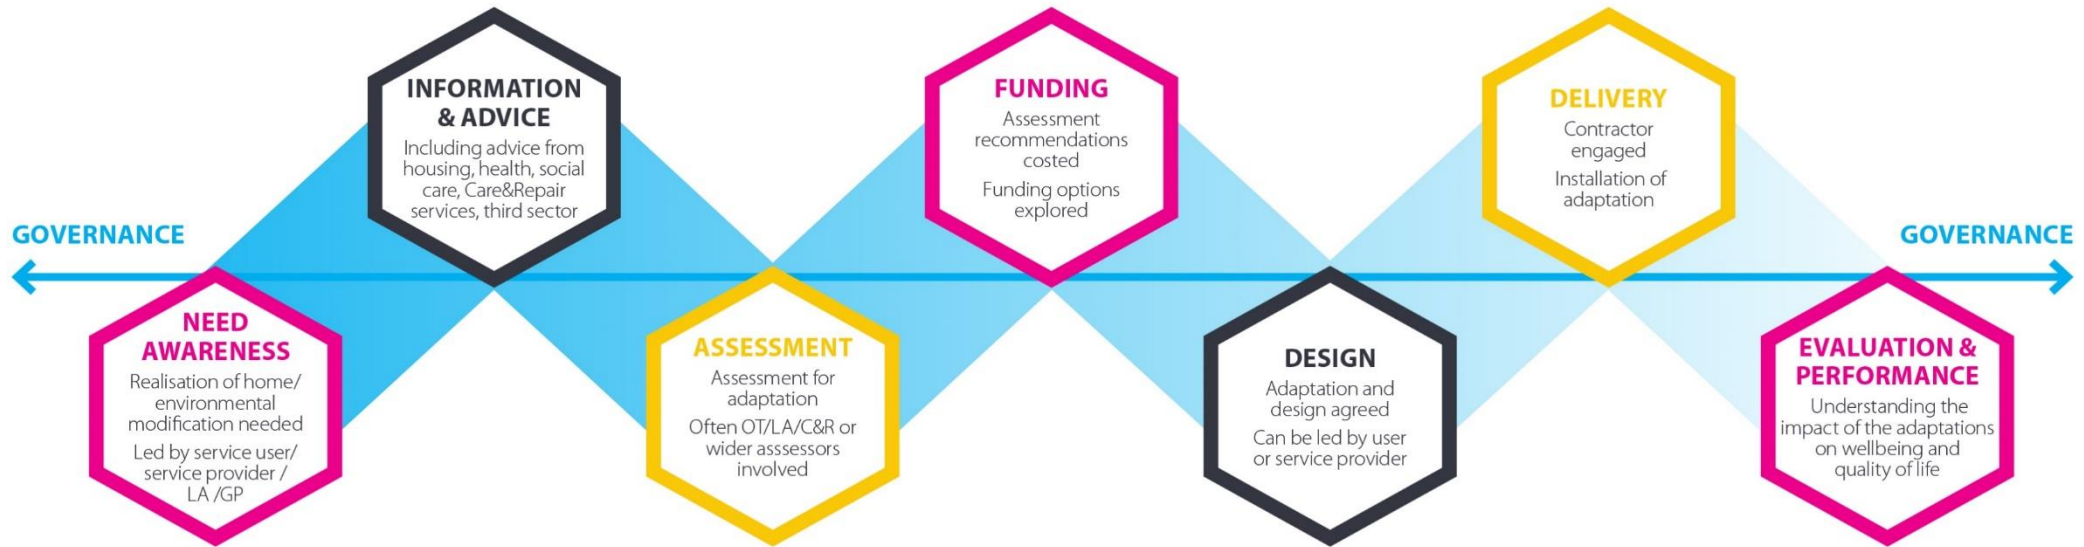 GOVERNANCE
NEED
AWARENESS
Realisation of home/
environmental
modification needed
Led by service user/
service provider /
LA /GP
INFORMATION
& ADVICE
Including advice from
housing, health, social
care, Care&Repair
services, third sector
ASSESSMENT
Assessment for
adaptation
Often OT/LA/C&R or
wider asssessors
involved
FUNDING
Assessment
recommendations
costed
Funding options
explored
DESIGN
Adaptation and
design agreed
Can be led by user
or service provider
DELIVERY
Contractor
engaged
Installation of
adaptation
EVALUATION &
PERFORMANCE
Understanding the
impact of the adaptations
on wellbeing and
quality of life
GOVERNANCE